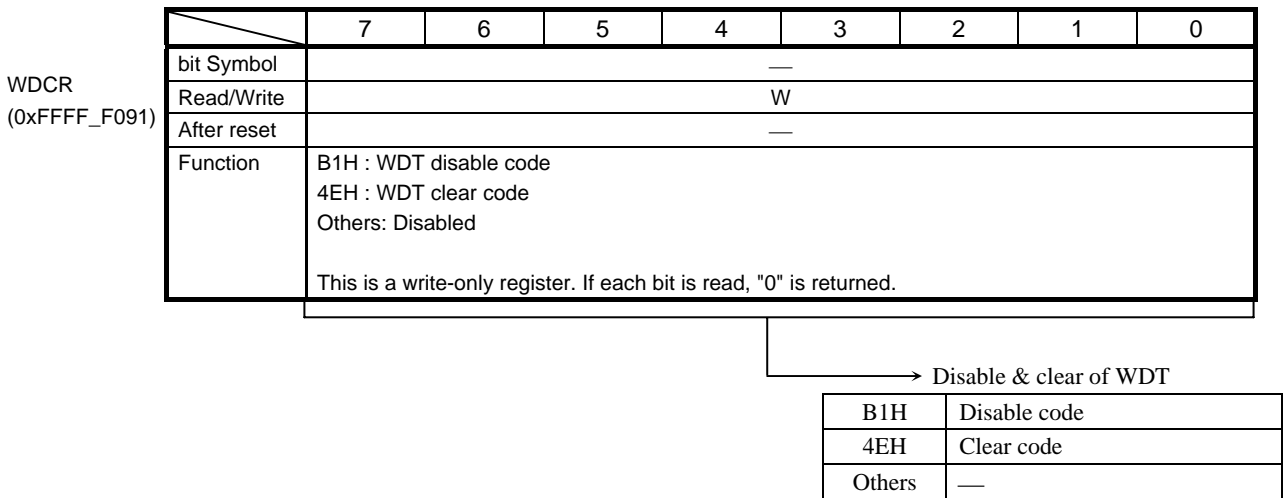 7 6 5 4 3 2 1 0
WDCR
(0xFFFF_F091)
bit Symbol —
Read/Write W
After reset —
Function B1H : WDT disable code
4EH : WDT clear code
Others: Disabled
This is a write-only register. If each bit is read, "0" is returned.
Disable & clear of WDT
B1H Disable code
4EH Clear code
Others —